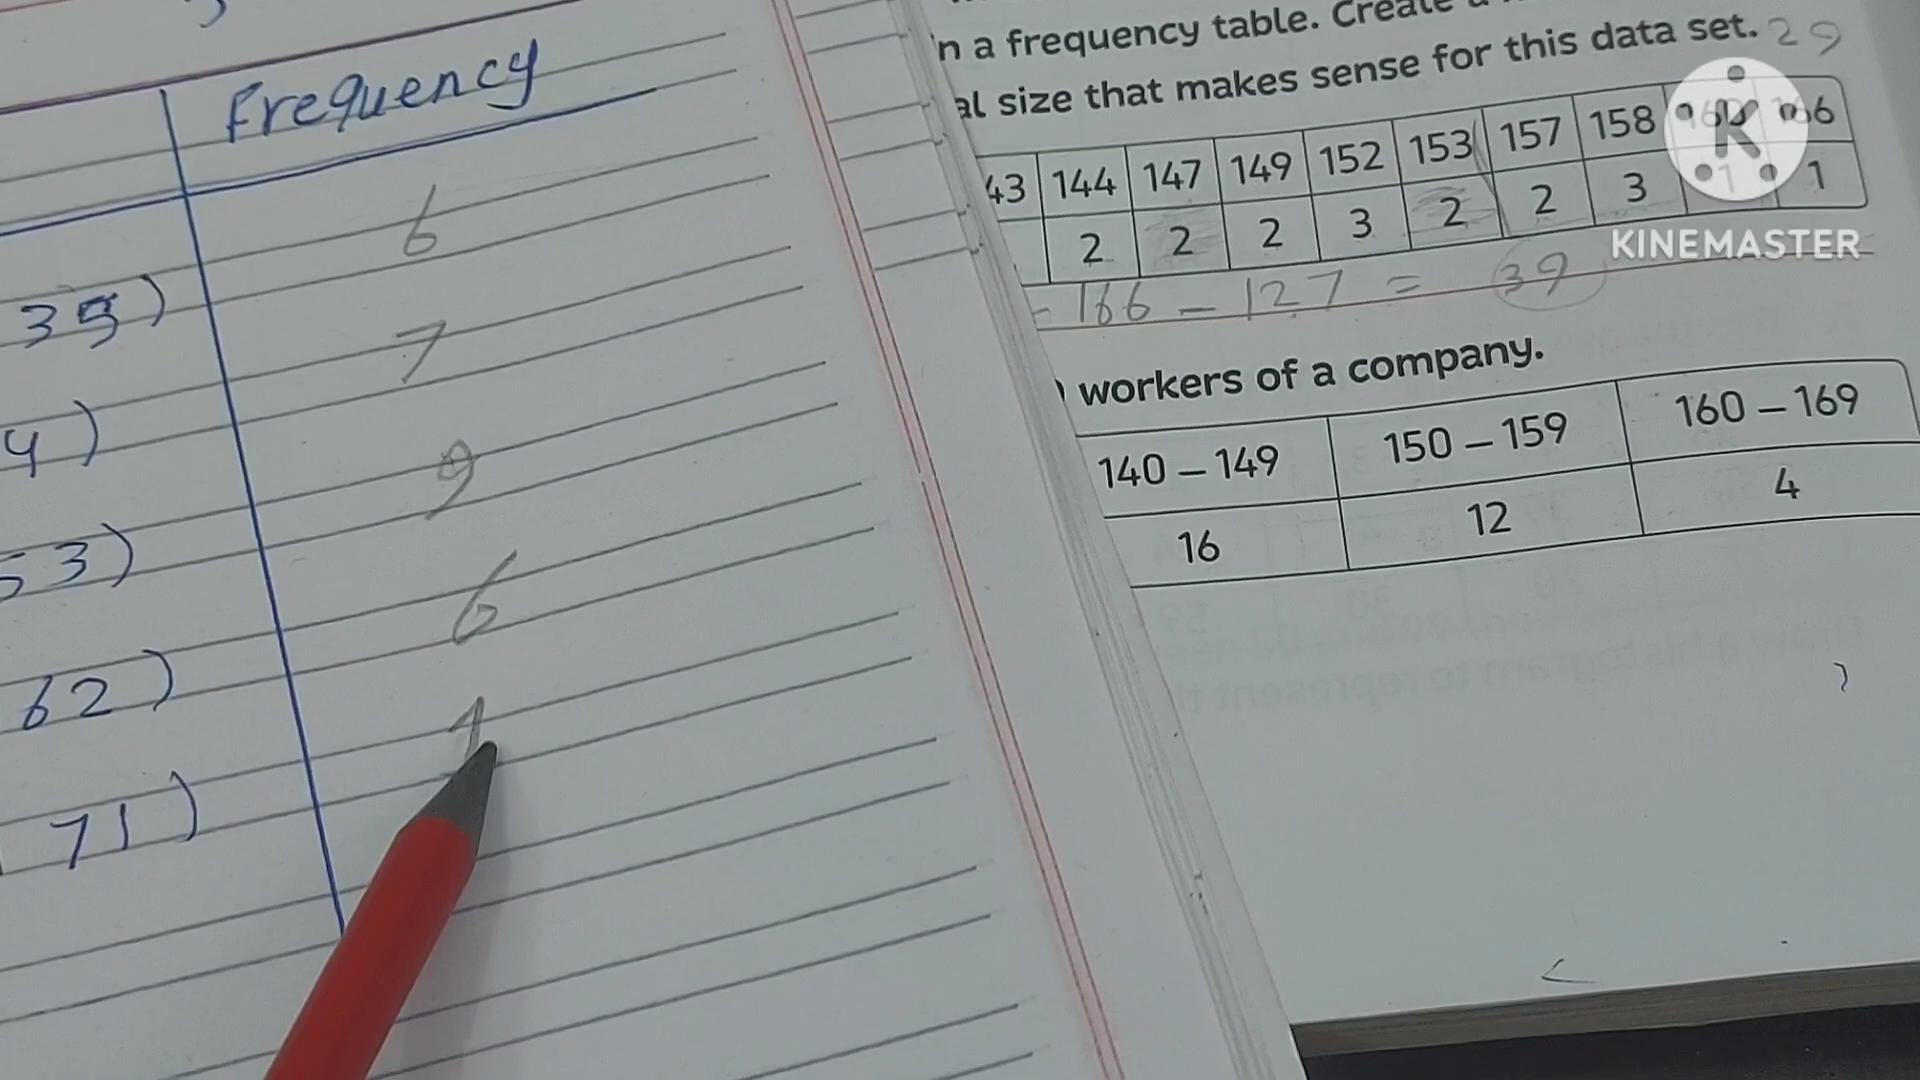 Frequency
6
35)
7
4)
9
53)
6
62)
1
71)
n a frequency table. Create a
al size that makes sense for this data set. 29
43 144 147 149 152 153 157 158 160 166
2 2 2 3 2 2 3 1 1
- 166 - 127 = 39
KINEMASTER
workers of a company.
140 – 149 150 – 159 160 – 169
16 12 4